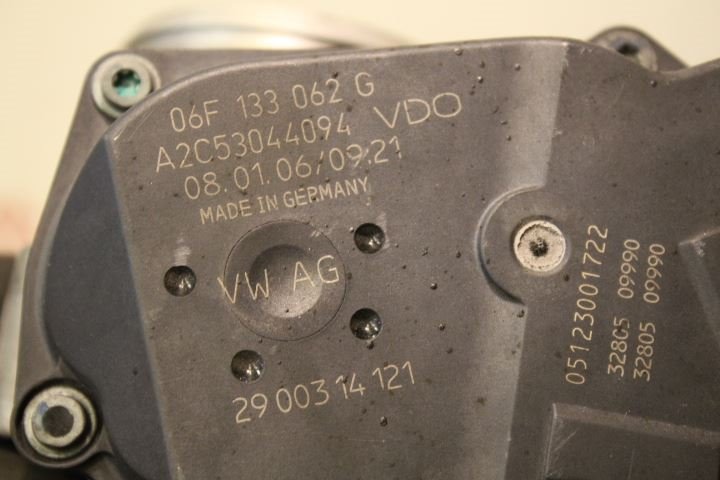 06F 133 062 G
VDO
A2C53044094
08.01.06/09:21
MADE IN GERMANY
VW AG
29 003 14 121
05123001722
32805 09990
32805 09990